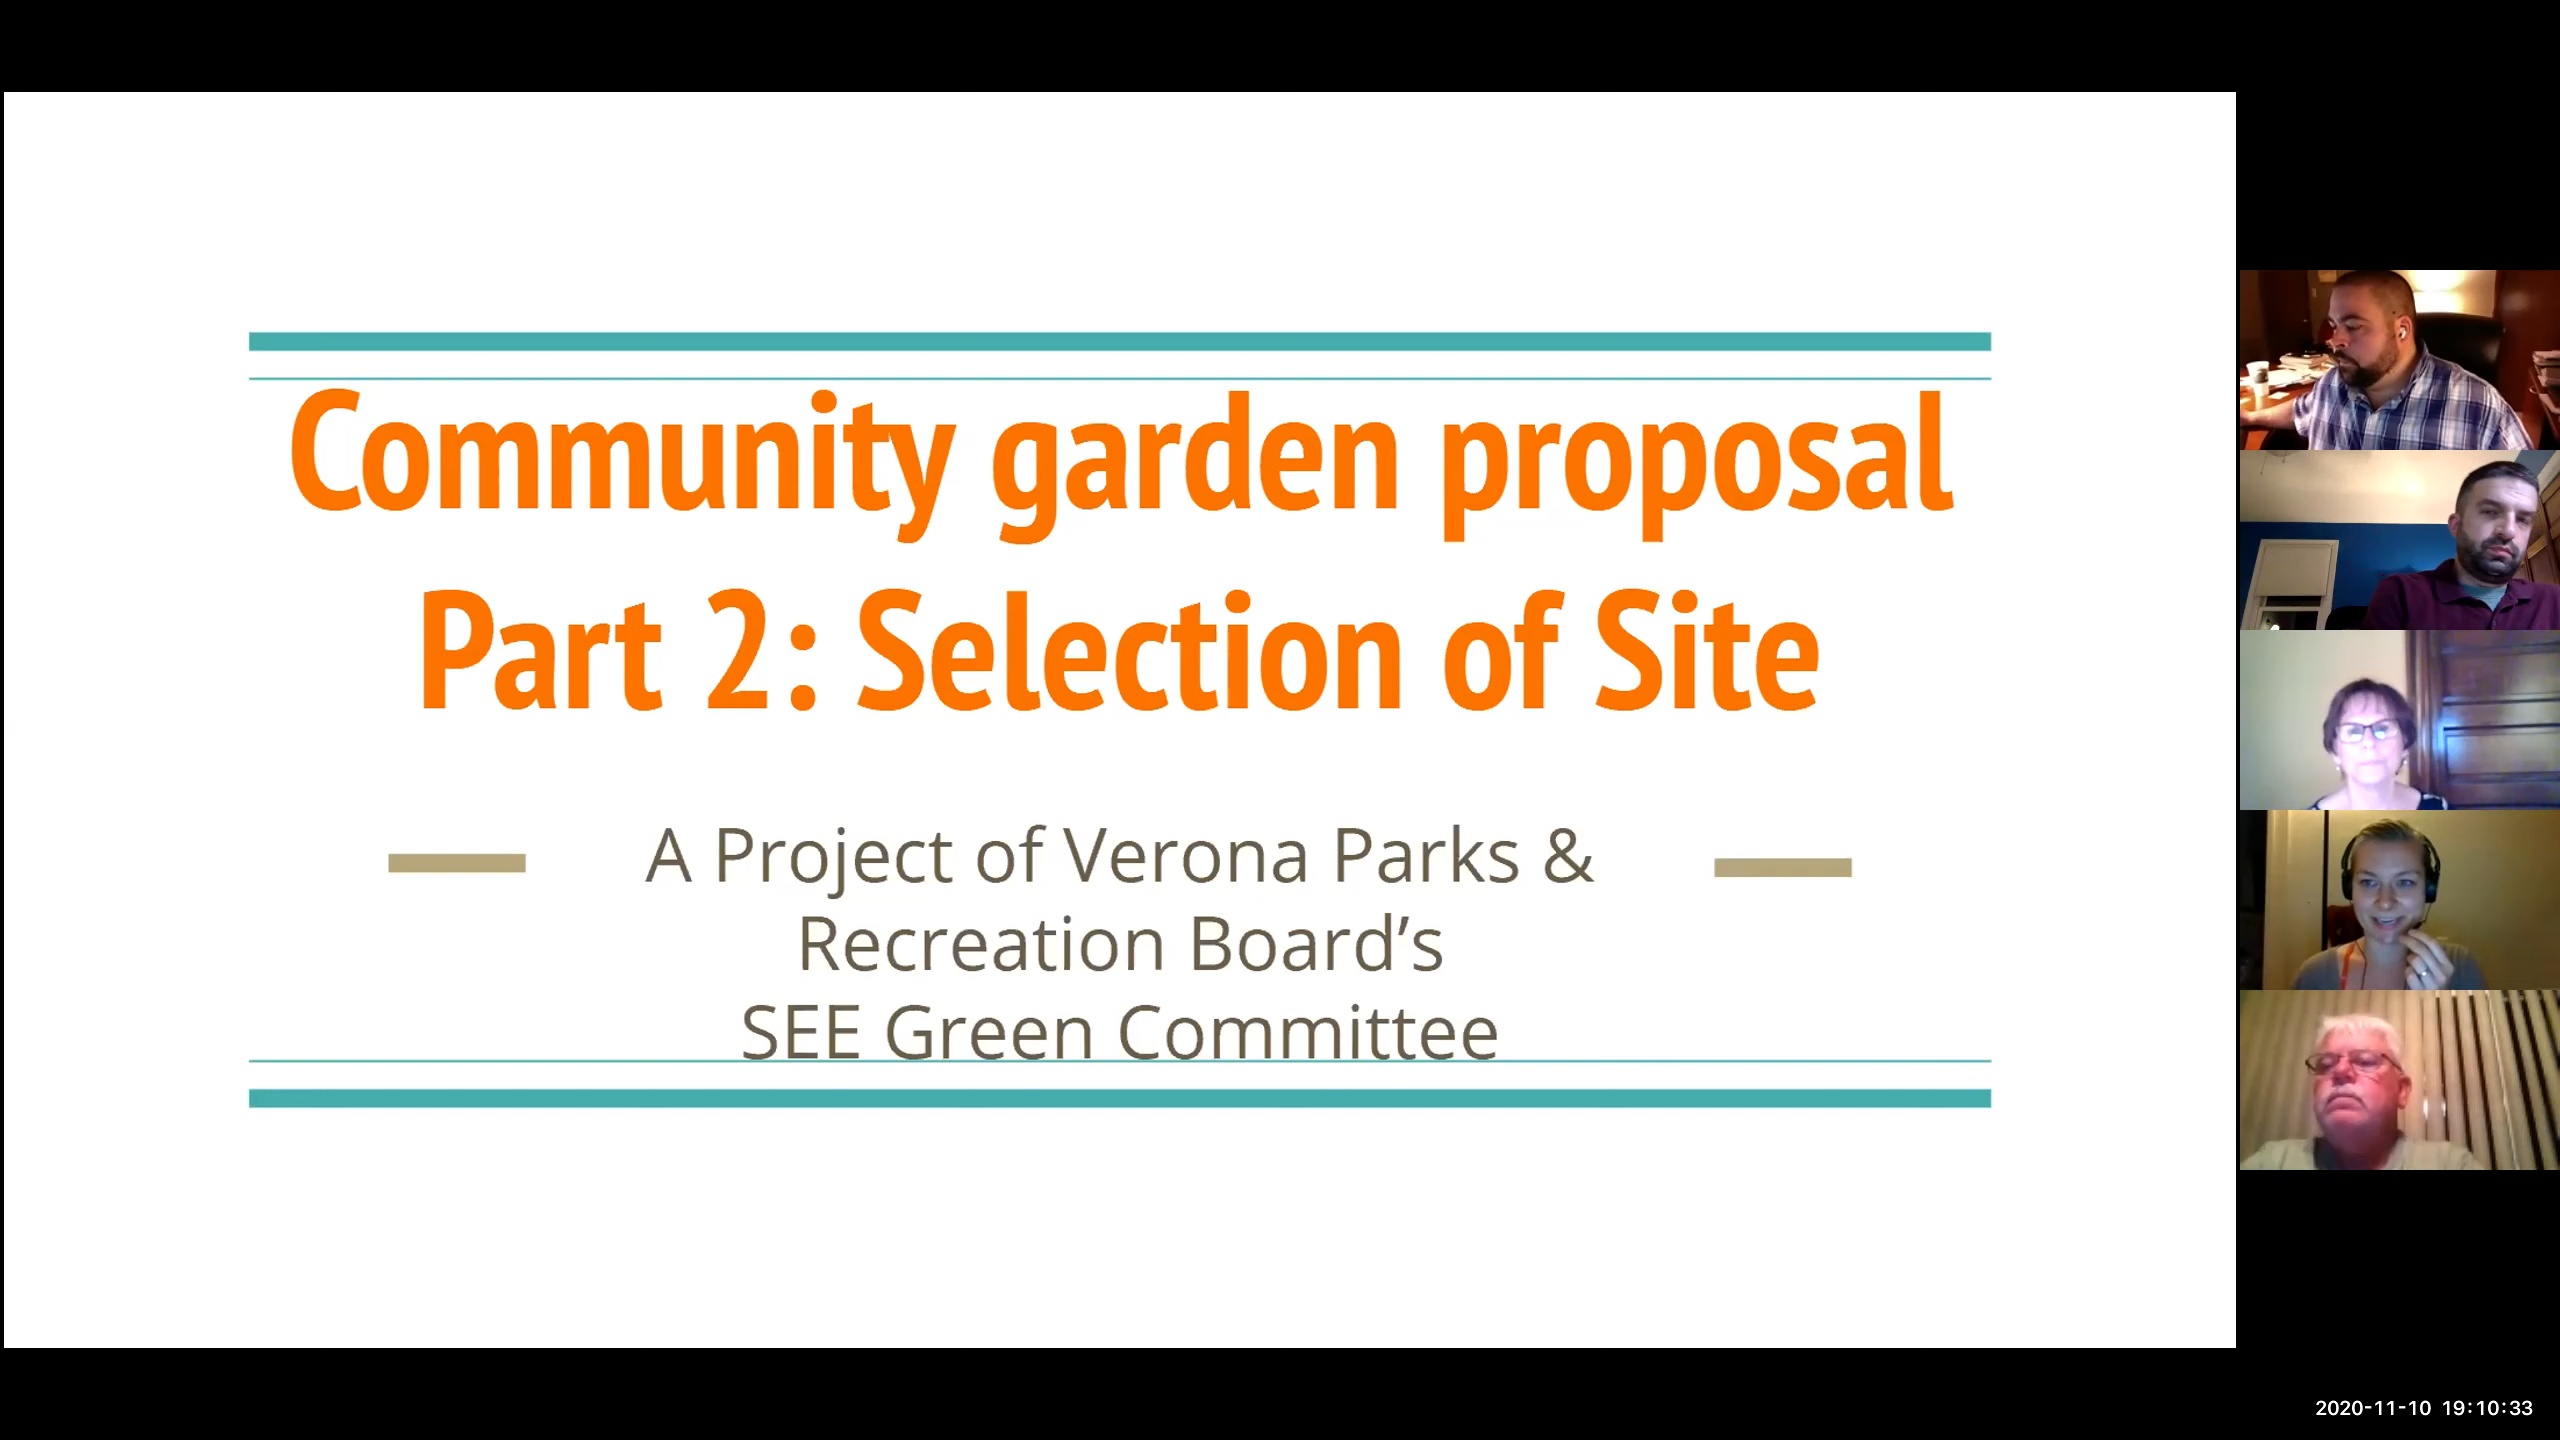 Community garden proposal
Part 2: Selection of Site
A Project of Verona Parks &
Recreation Board’s
SEE Green Committee
2020-11-10 19:10:33